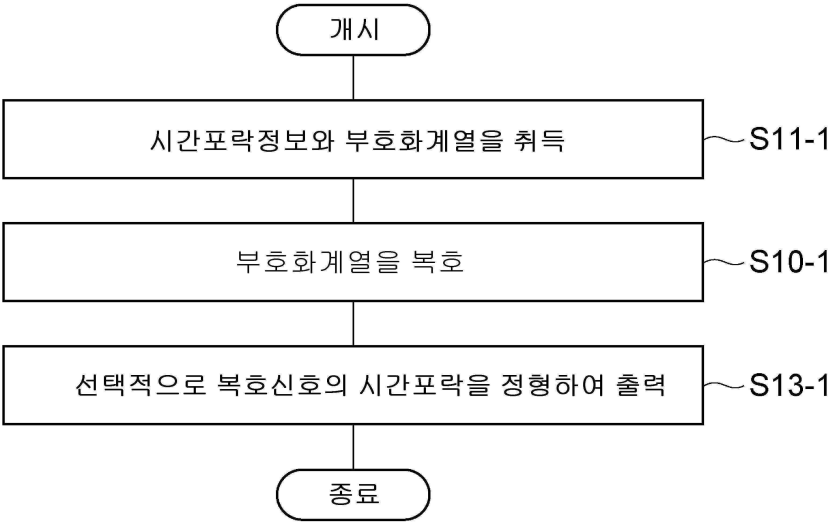 개시
시간포락정보와 부호화계열을 취득
S11-1
부호화계열을 복호
S10-1
선택적으로 복호신호의 시간포락을 정형하여 출력
S13-1
종료